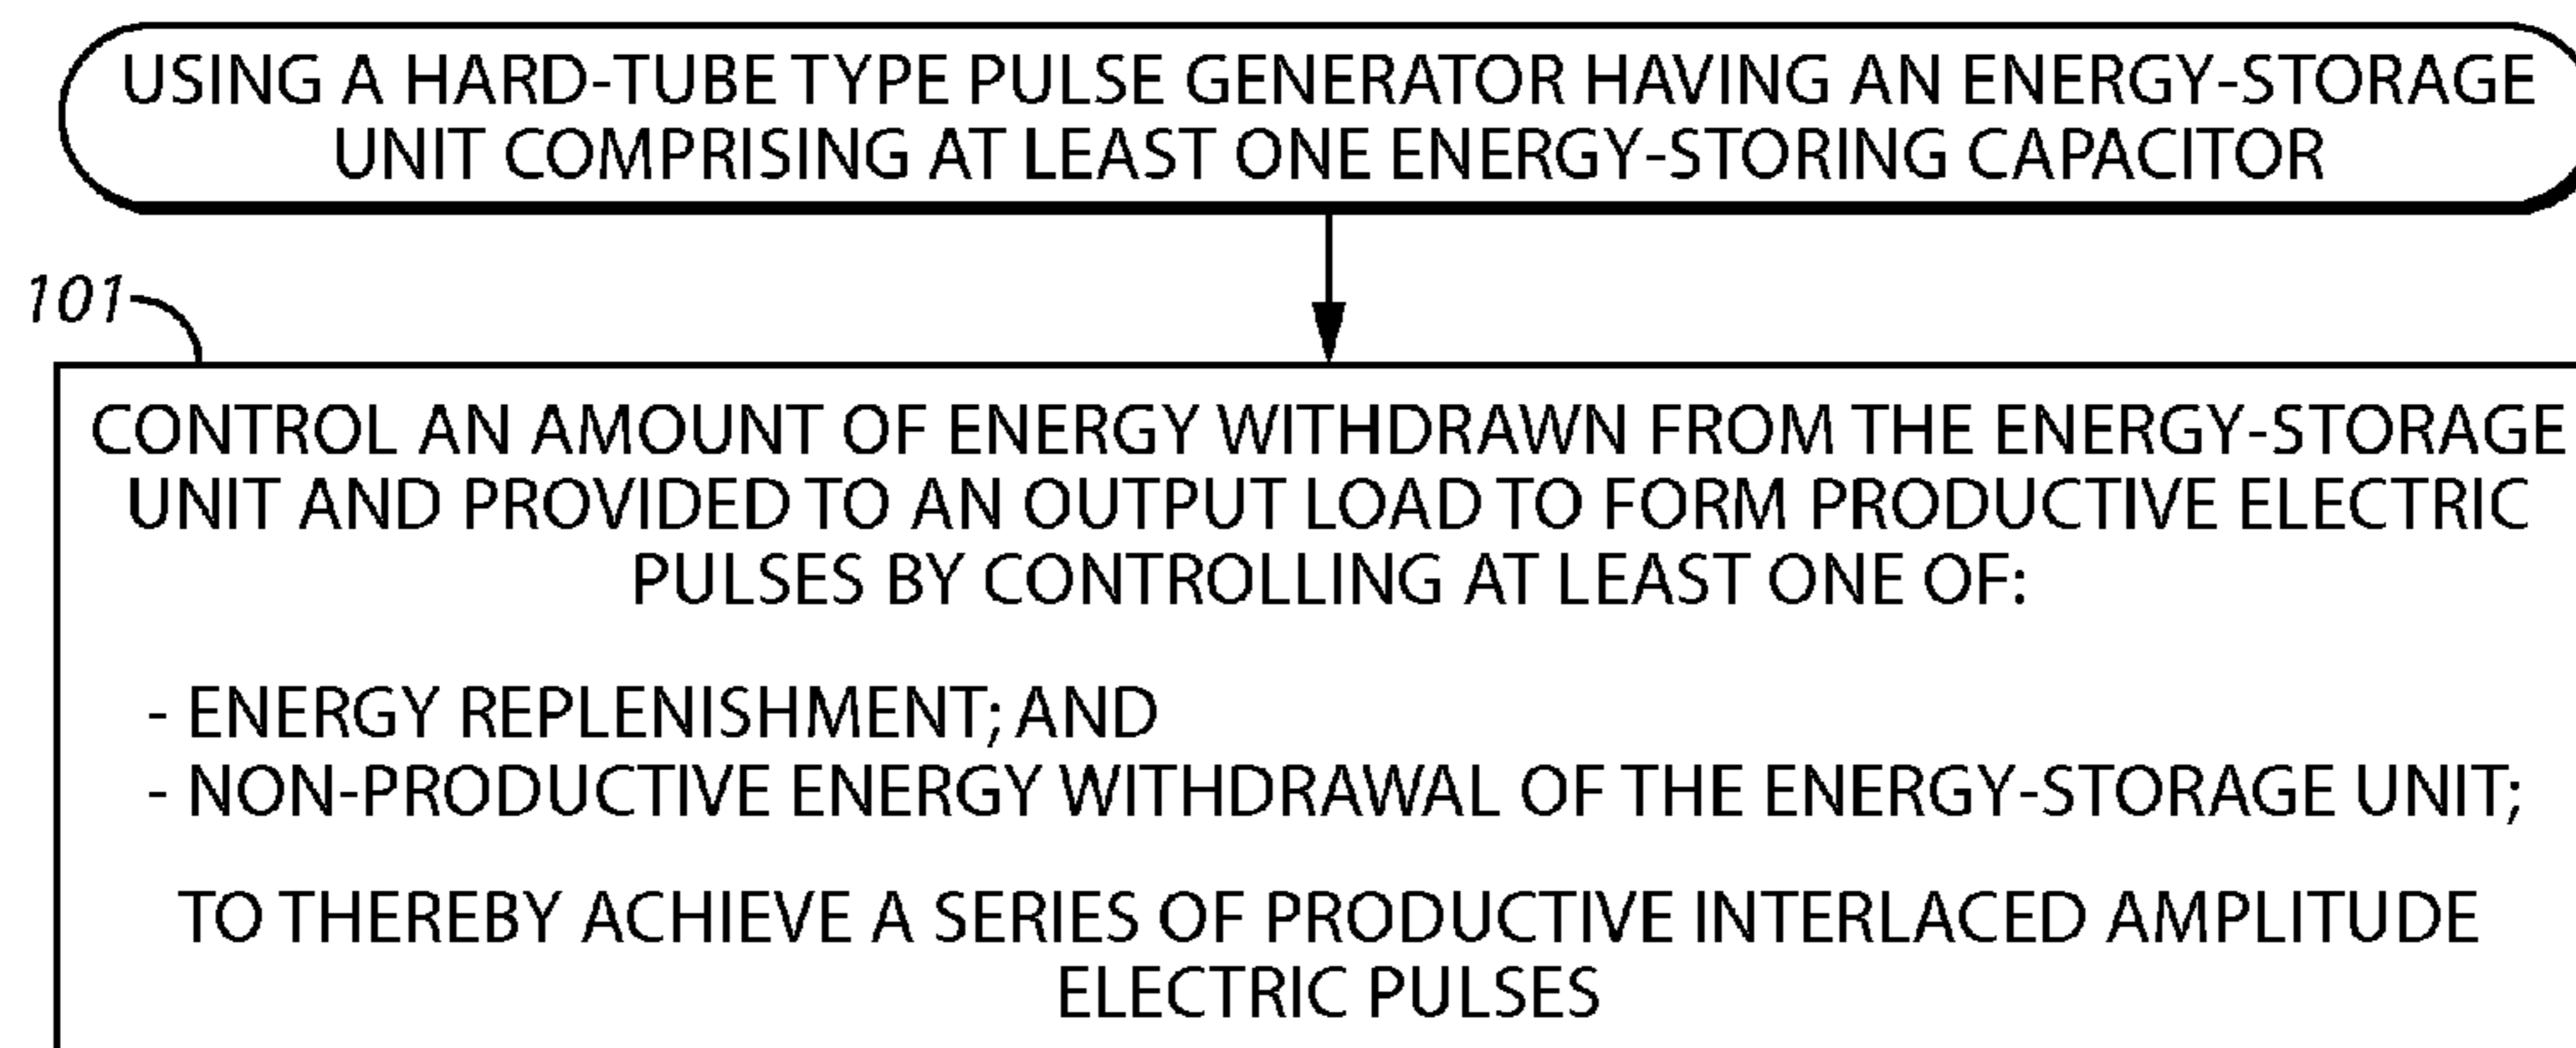 USING A HARD-TUBE TYPE PULSE GENERATOR HAVING AN ENERGY-STORAGE
UNIT COMPRISING AT LEAST ONE ENERGY-STORING CAPACITOR
101
CONTROL AN AMOUNT OF ENERGY WITHDRAWN FROM THE ENERGY-STORAGE
UNIT AND PROVIDED TO AN OUTPUT LOAD TO FORM PRODUCTIVE ELECTRIC
PULSES BY CONTROLLING AT LEAST ONE OF:
- ENERGY REPLENISHMENT; AND
- NON-PRODUCTIVE ENERGY WITHDRAWAL OF THE ENERGY-STORAGE UNIT;
TO THEREBY ACHIEVE A SERIES OF PRODUCTIVE INTERLACED AMPLITUDE
ELECTRIC PULSES